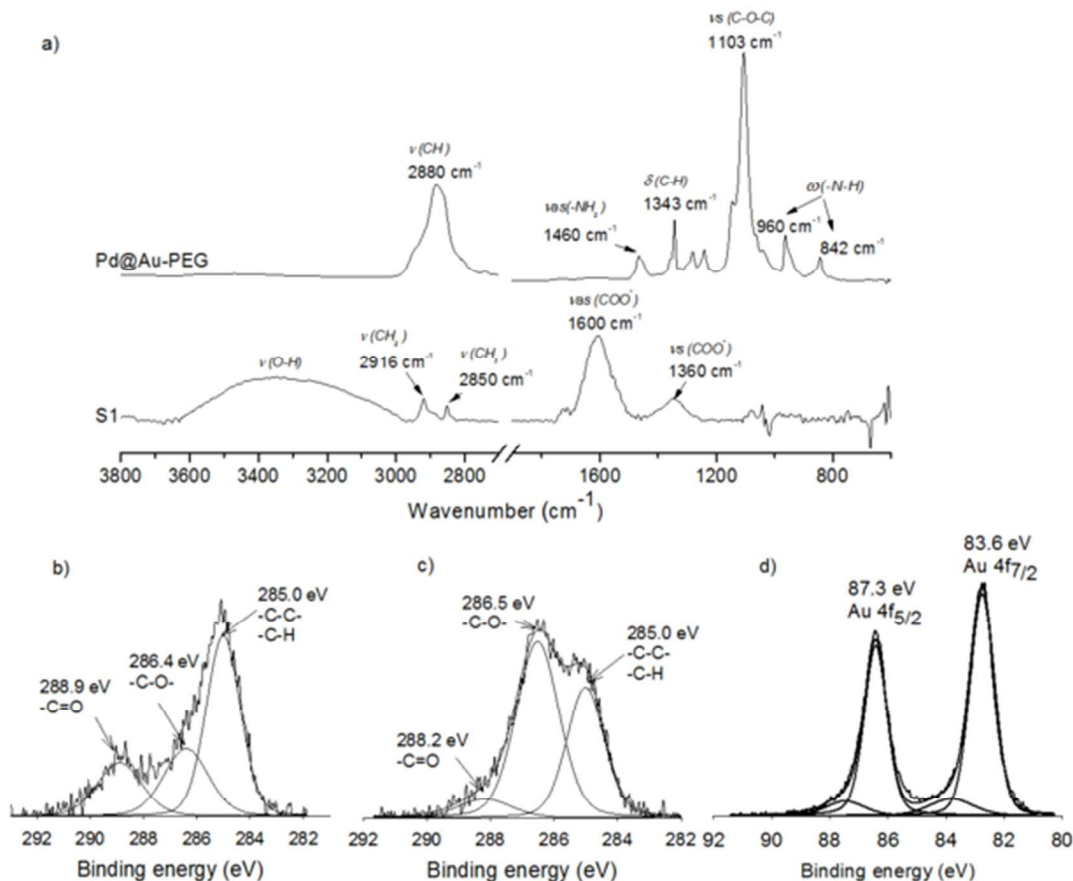 a)
νs (C-O-C)
1103 cm⁻¹
ν (CH)
2880 cm⁻¹
νas(-NH₂)
1460 cm⁻¹
δ (C-H)
1343 cm⁻¹
ω(-N-H)
960 cm⁻¹
842 cm⁻¹
Pd@Au-PEG
νas (COO⁻)
1600 cm⁻¹
ν (O-H)
ν (CH₂)
2916 cm⁻¹
ν (CH₂)
2850 cm⁻¹
νs (COO⁻)
1360 cm⁻¹
S1
3800 3600 3400 3200 3000 2800 1600 1200 800
Wavenumber (cm⁻¹)
b)
285.0 eV
-C-C-
-C-H
286.4 eV
-C-O-
288.9 eV
-C=O
292 290 288 286 284 282
Binding energy (eV)
c)
286.5 eV
-C-O-
285.0 eV
-C-C-
-C-H
288.2 eV
-C=O
292 290 288 286 284 282
Binding energy (eV)
d)
83.6 eV
Au 4f7/2
87.3 eV
Au 4f5/2
92 90 88 86 84 82 80
Binding energy (eV)